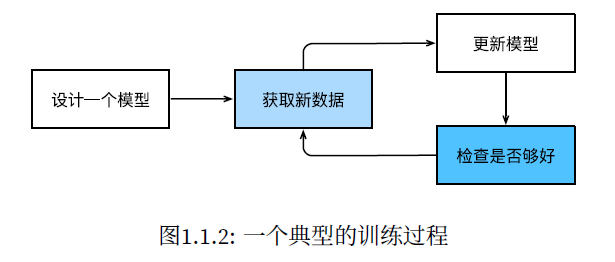 更新模型
设计一个模型
获取新数据
检查是否够好
图1.1.2: 一个典型的训练过程